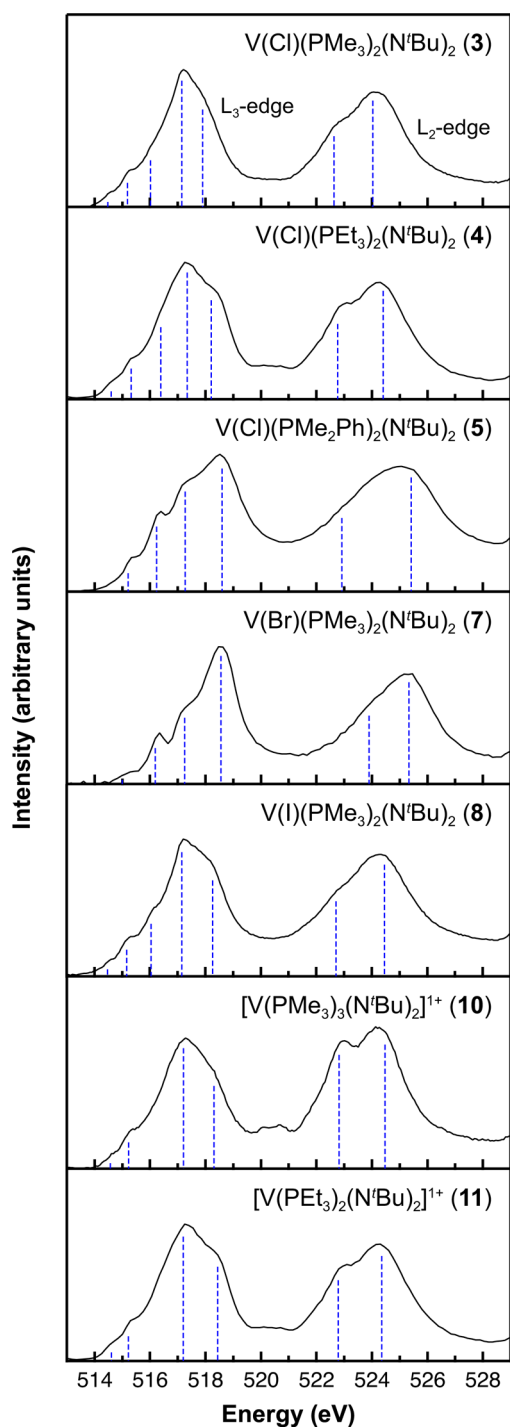 V(Cl)(PMe₃)₂(NᵗBu)₂ (3)
L₃-edge
L₂-edge
V(Cl)(PEt₃)₂(NᵗBu)₂ (4)
V(Cl)(PMe₂Ph)₂(NᵗBu)₂ (5)
V(Br)(PMe₃)₂(NᵗBu)₂ (7)
V(I)(PMe₃)₂(NᵗBu)₂ (8)
[V(PMe₃)₃(NᵗBu)₂]¹⁺ (10)
[V(PEt₃)₂(NᵗBu)₂]¹⁺ (11)
Intensity (arbitrary units)
514 516 518 520 522 524 526 528
Energy (eV)